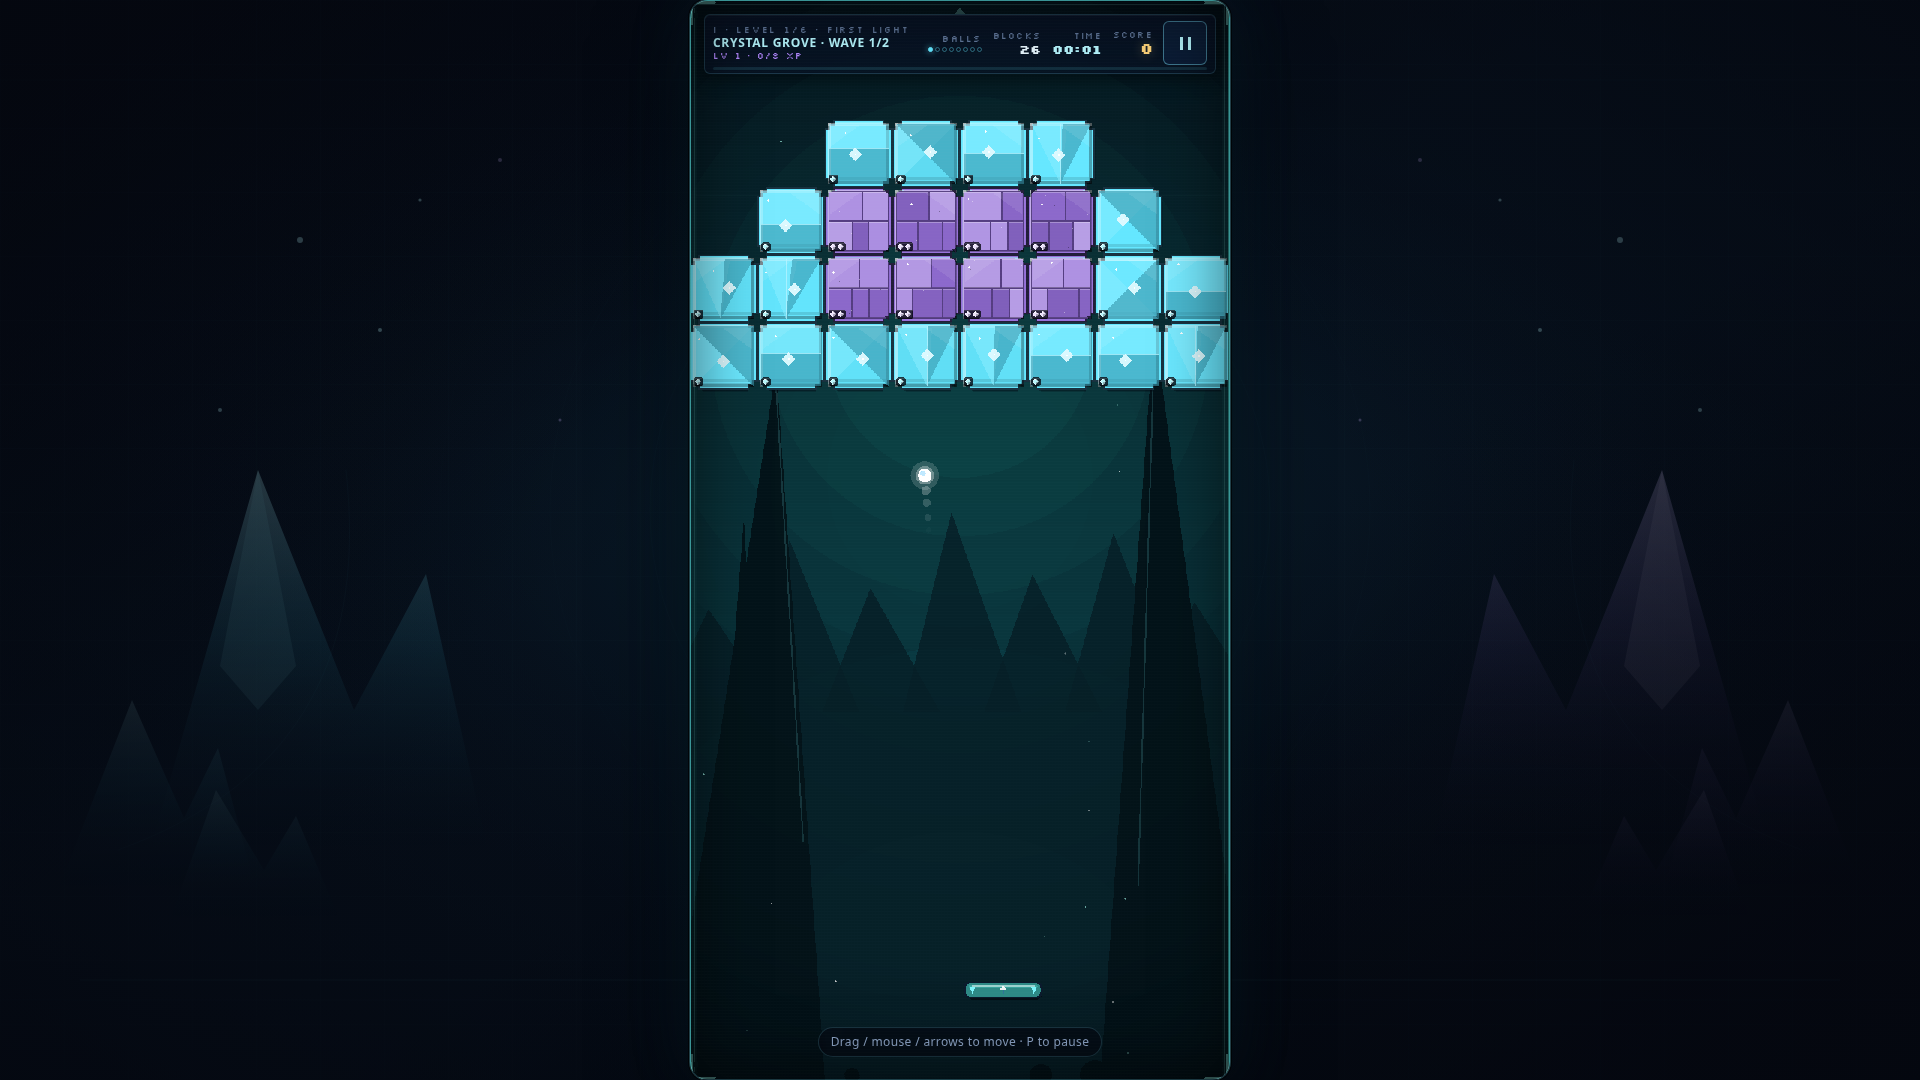 I · LEVEL 1/6 · FIRST LIGHT
CRYSTAL GROVE · WAVE 1/2
LV 1 · 0/8 XP
BALLS
BLOCKS
26
TIME
00:01
SCORE
0
Drag / mouse / arrows to move · P to pause